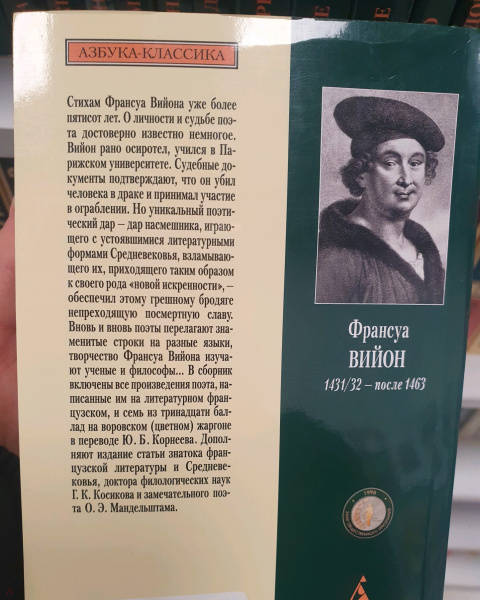 АЗБУКА-КЛАССИКА
Стихам Франсуа Вийона уже более
пятисот лет. О личности и судьбе поэ-
та достоверно известно немногое.
Вийон рано осиротел, учился в Па-
рижском университете. Судебные до-
кументы подтверждают, что он убил
человека в драке и принимал участие
в ограблении. Но уникальный поэти-
ческий дар – дар насмешника, играю-
щего с устоявшимися литературными
формами Средневековья, взламываю-
щего их, приходящего таким образом
к своего рода «новой искренности», –
обеспечил этому грешному бродяге
непреходящую посмертную славу.
Вновь и вновь поэты перелагают зна-
менитые строки на разные языки,
творчество Франсуа Вийона изуча-
ют ученые и философы... В сборник
включены все произведения поэта, на-
писанные им на литературном фран-
цузском, и семь из тринадцати бал-
лад на воровском (цветном) жаргоне
в переводе Ю. Б. Корнеева. Допол-
няют издание статьи знатока фран-
цузской литературы и Средневе-
ковья, доктора филологических наук
Г. К. Косикова и замечательного поэ-
та О. Э. Мандельштама.
Франсуа
ВИЙОН
1431/32 – после 1463